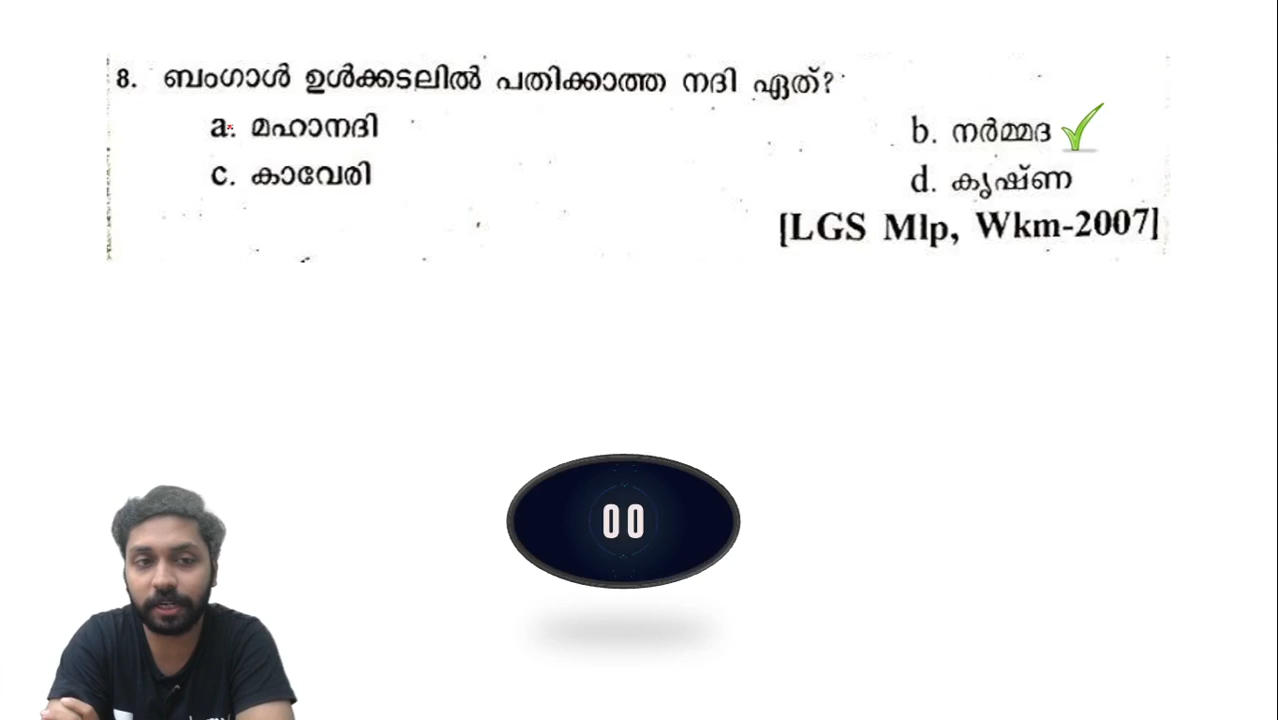 8. ബംഗാൾ ഉൾക്കടലിൽ പതിക്കാത്ത നദി ഏത്?
a. മഹാനദി b. നർമ്മദ
c. കാവേരി d. കൃഷ്ണ
[LGS Mlp, Wkm-2007]
00